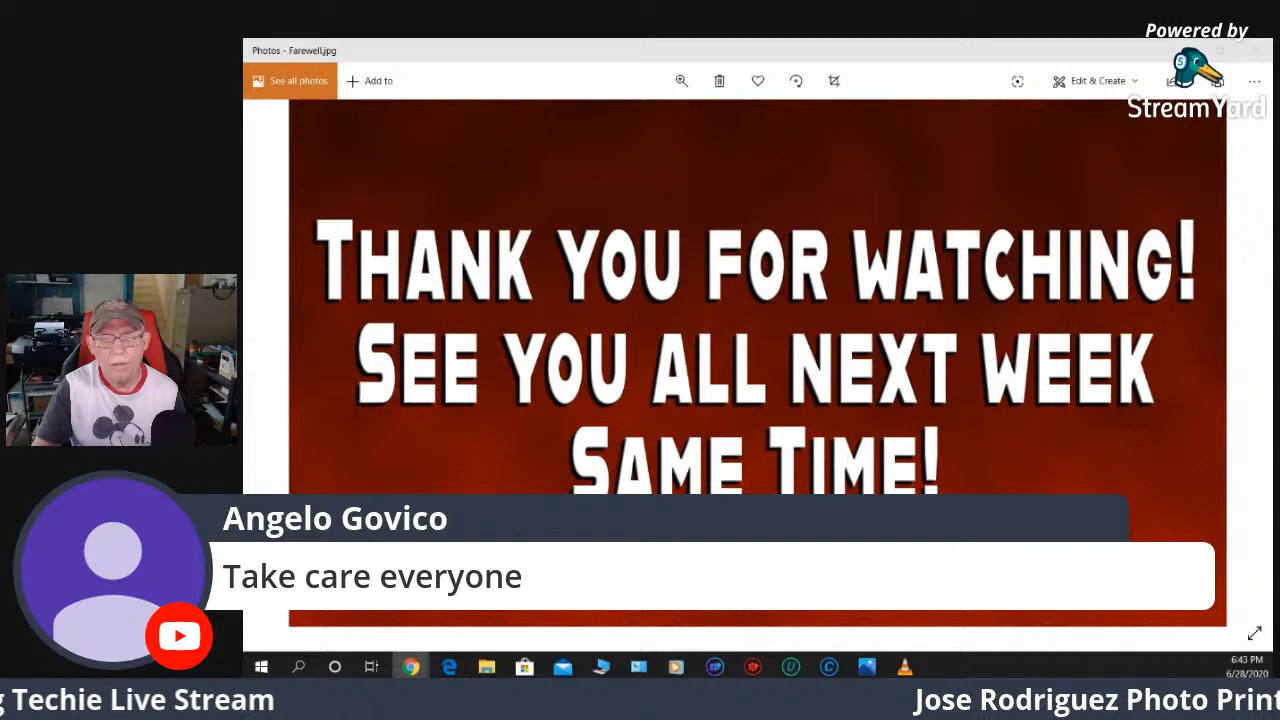 Powered by
StreamYard
Photos - Farewell.jpg
See all photos
Add to
Edit & Create
THANK YOU FOR WATCHING!
SEE YOU ALL NEXT WEEK
SAME TIME!
Angelo Govico
Take care everyone
6:43 PM
6/28/2020
g Techie Live Stream
Jose Rodriguez Photo Print